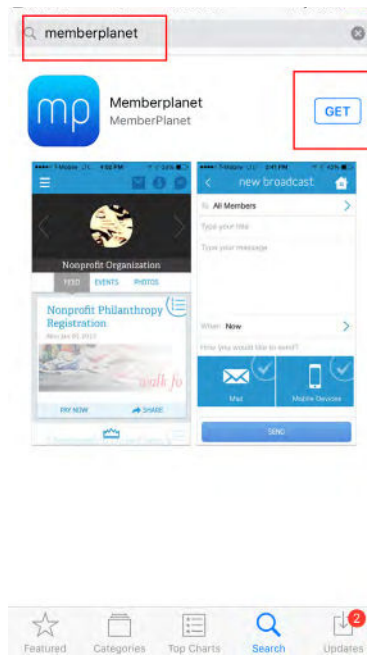 memberplanet
mp
Memberplanet
MemberPlanet
GET
new broadcast
To All Members
Type your title
Type your message
Nonprofit Organization
FEED EVENTS PHOTOS
Nonprofit Philanthropy
Registration
walk fo
PAY NOW
SHARE
When: Now
How you would like to send?
Mail
Mobile Devices
SEND
Featured
Categories
Top Charts
Search
2
Updates